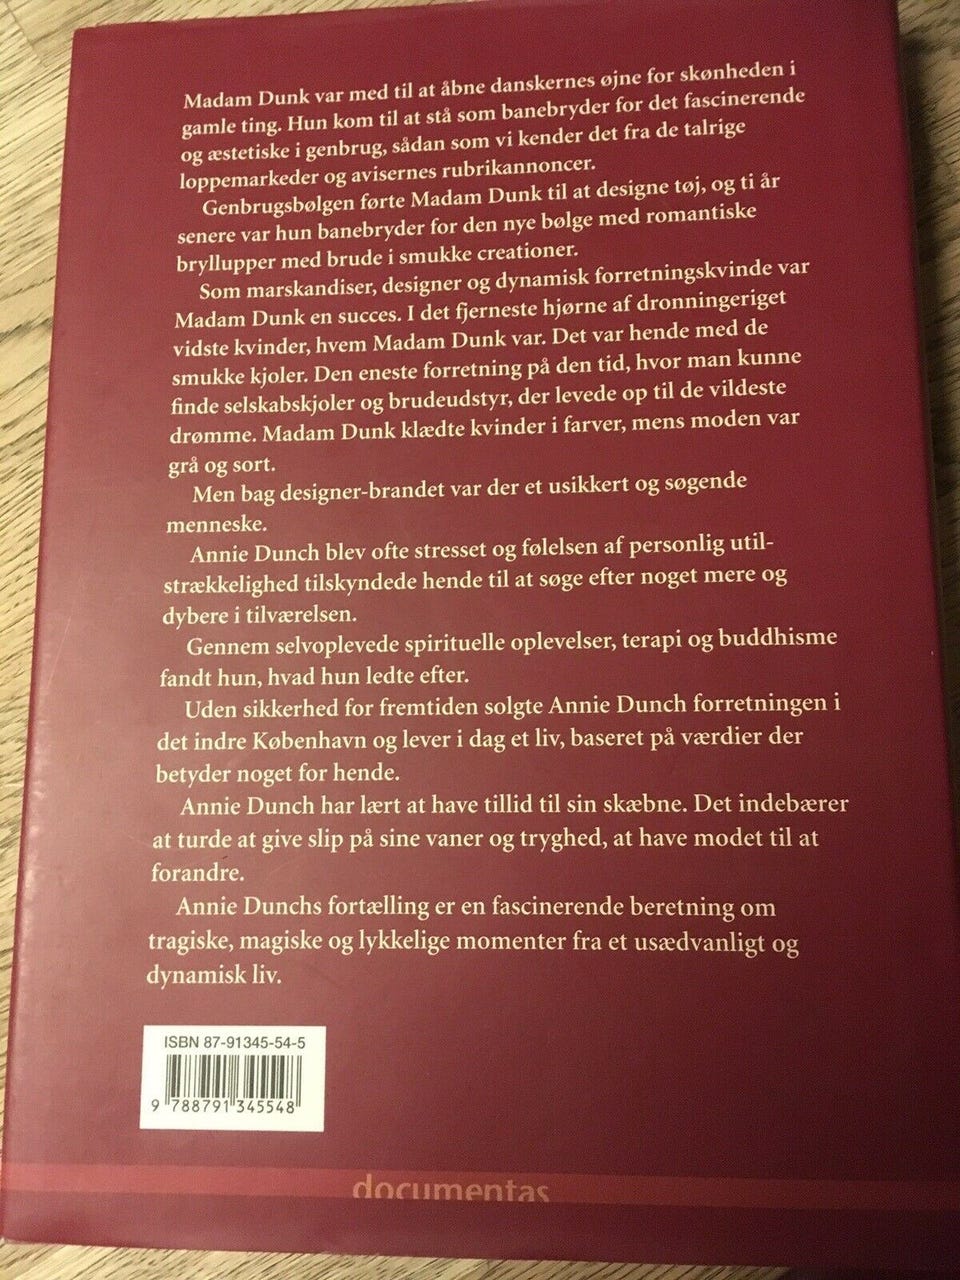 Madam Dunk var med til at åbne danskernes øjne for skønheden i
gamle ting. Hun kom til at stå som banebryder for det fascinerende
og æstetiske i genbrug, sådan som vi kender det fra de talrige
loppemarkeder og avisernes rubrikannoncer.
Genbrugsbølgen førte Madam Dunk til at designe tøj, og ti år
senere var hun banebryder for den nye bølge med romantiske
bryllupper med brude i smukke creationer.
Som marskandiser, designer og dynamisk forretningskvinde var
Madam Dunk en succes. I det fjerneste hjørne af dronningeriget
vidste kvinder, hvem Madam Dunk var. Det var hende med de
smukke kjoler. Den eneste forretning på den tid, hvor man kunne
finde selskabskjoler og brudeudstyr, der levede op til de vildeste
drømme. Madam Dunk klædte kvinder i farver, mens moden var
grå og sort.
Men bag designer-brandet var der et usikkert og søgende
menneske.
Annie Dunch blev ofte stresset og følelsen af personlig util-
strækkelighed tilskyndede hende til at søge efter noget mere og
dybere i tilværelsen.
Gennem selvoplevede spirituelle oplevelser, terapi og buddhisme
fandt hun, hvad hun ledte efter.
Uden sikkerhed for fremtiden solgte Annie Dunch forretningen i
det indre København og lever i dag et liv, baseret på værdier der
betyder noget for hende.
Annie Dunch har lært at have tillid til sin skæbne. Det indebærer
at turde at give slip på sine vaner og tryghed, at have modet til at
forandre.
Annie Dunchs fortælling er en fascinerende beretning om
tragiske, magiske og lykkelige momenter fra et usædvanligt og
dynamisk liv.
ISBN 87-91345-54-5
9 788791 345548
documentas